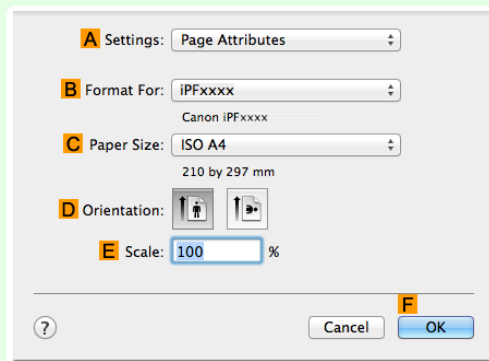 A Settings: Page Attributes
B Format For: iPFxxxx
Canon iPFxxxx
C Paper Size: ISO A4
210 by 297 mm
D Orientation:
E Scale: 100 %
F
? Cancel OK